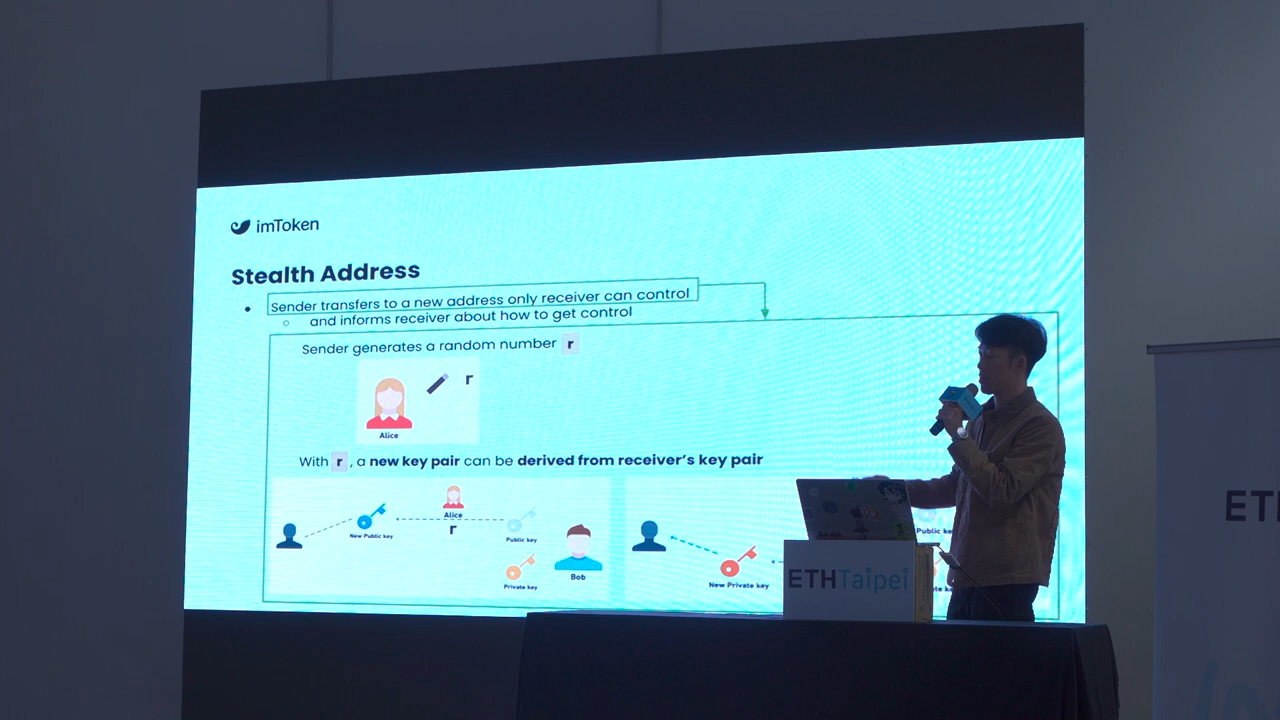 imToken
Stealth Address
Sender transfers to a new address only receiver can control
and informs receiver about how to get control
Sender generates a random number r
r
Alice
With r, a new key pair can be derived from receiver's key pair
Alice
r
New Public key
Public key
Private key
Bob
New Private key
Public
ETHTaipei
ET